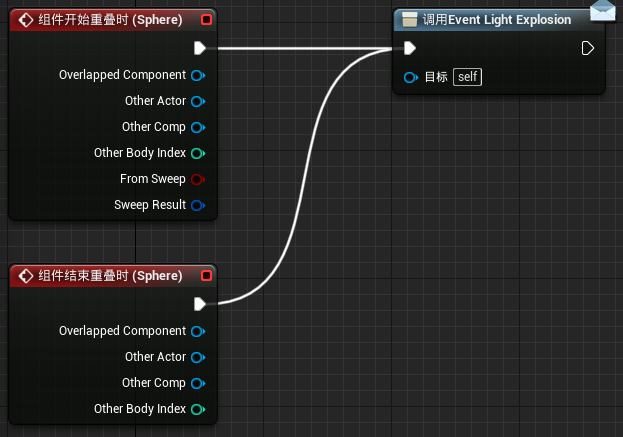 组件开始重叠时 (Sphere)
Overlapped Component
Other Actor
Other Comp
Other Body Index
From Sweep
Sweep Result
调用Event Light Explosion
目标 self
组件结束重叠时 (Sphere)
Overlapped Component
Other Actor
Other Comp
Other Body Index